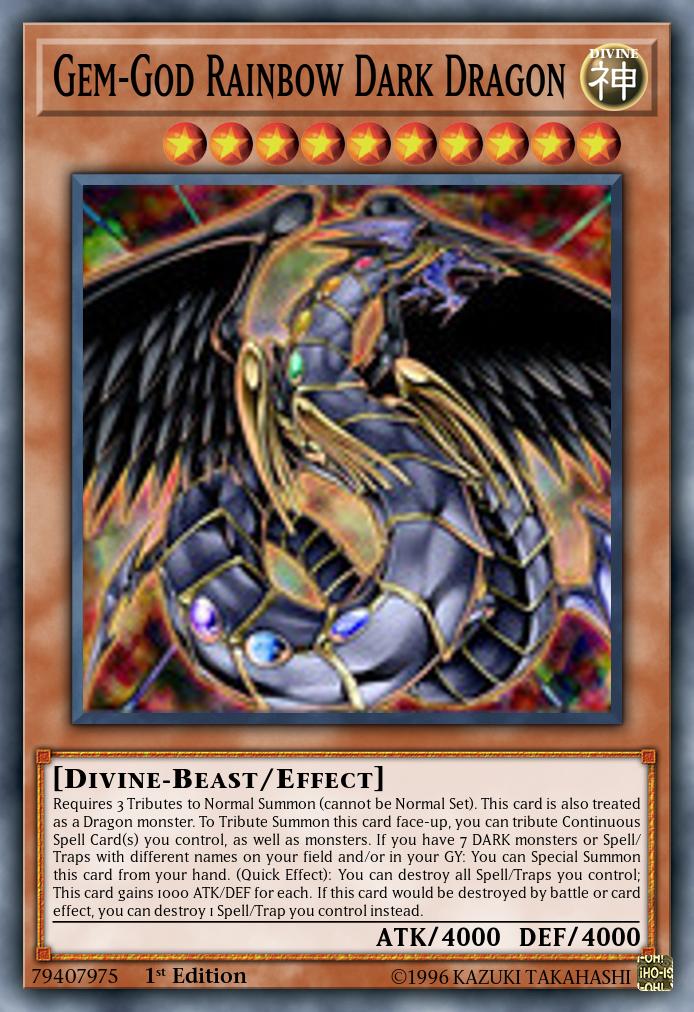 Gem-God Rainbow Dark Dragon
DIVINE
神
[Divine-Beast/Effect]
Requires 3 Tributes to Normal Summon (cannot be Normal Set). This card is also treated
as a Dragon monster. To Tribute Summon this card face-up, you can tribute Continuous
Spell Card(s) you control, as well as monsters. If you have 7 DARK monsters or Spell/
Traps with different names on your field and/or in your GY: You can Special Summon
this card from your hand. (Quick Effect): You can destroy all Spell/Traps you control;
This card gains 1000 ATK/DEF for each. If this card would be destroyed by battle or card
effect, you can destroy 1 Spell/Trap you control instead.
ATK/4000 DEF/4000
79407975 1st Edition ©1996 KAZUKI TAKAHASHI